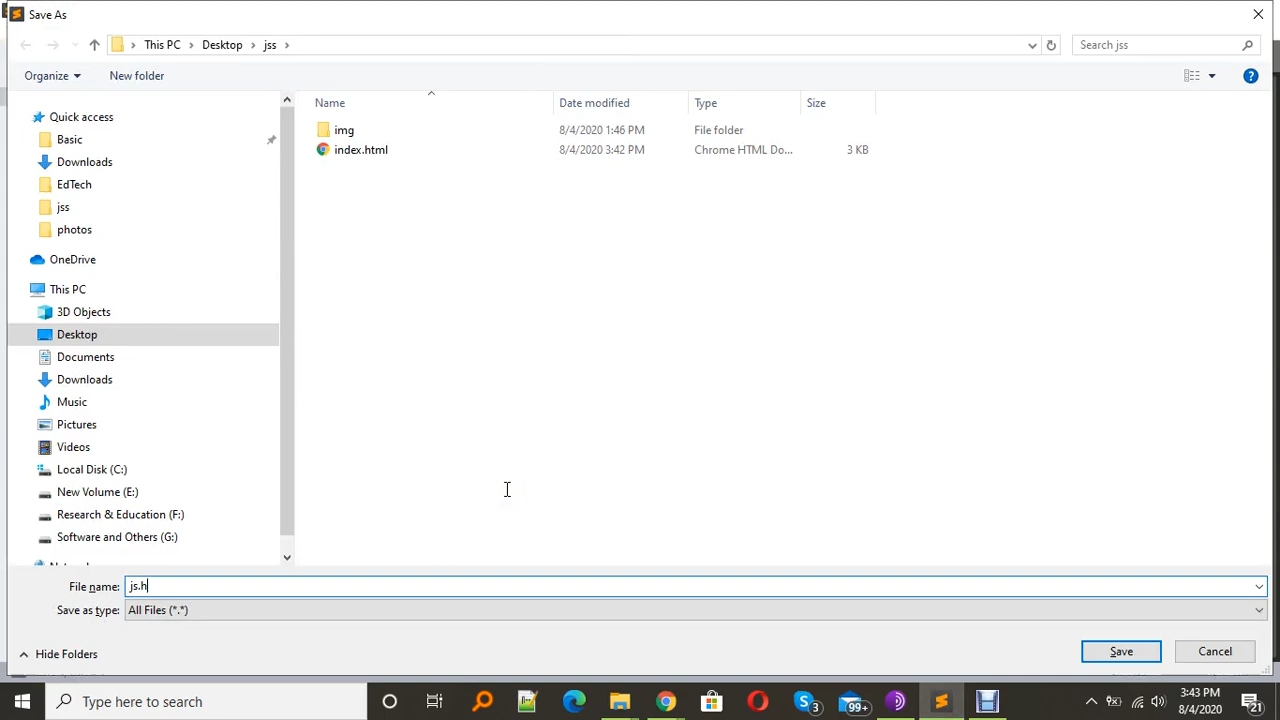 Save As
This PC > Desktop > jss >
Search jss
Organize
New folder
Name
Date modified
Type
Size
Quick access
Basic
Downloads
EdTech
jss
photos
OneDrive
This PC
3D Objects
Desktop
Documents
Downloads
Music
Pictures
Videos
Local Disk (C:)
New Volume (E:)
Research & Education (F:)
Software and Others (G:)
img 8/4/2020 1:46 PM File folder
index.html 8/4/2020 3:42 PM Chrome HTML Do... 3 KB
File name: js.h
Save as type: All Files (*.*)
Hide Folders
Save
Cancel
Type here to search
3
99+
3:43 PM
8/4/2020
21